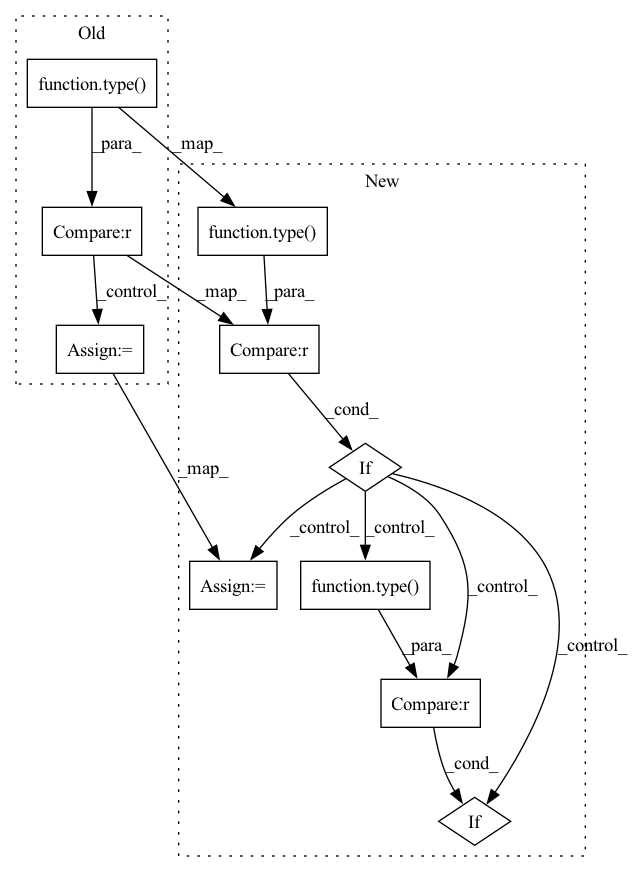 Old
function.type()
_para_
_map_
New
Compare:r
function.type()
_control_
_map_
_para_
Assign:=
Compare:r
_cond_
_map_
If
_control_
_control_
_control_
_control_
Assign:=
function.type()
_para_
Compare:r
_cond_
If